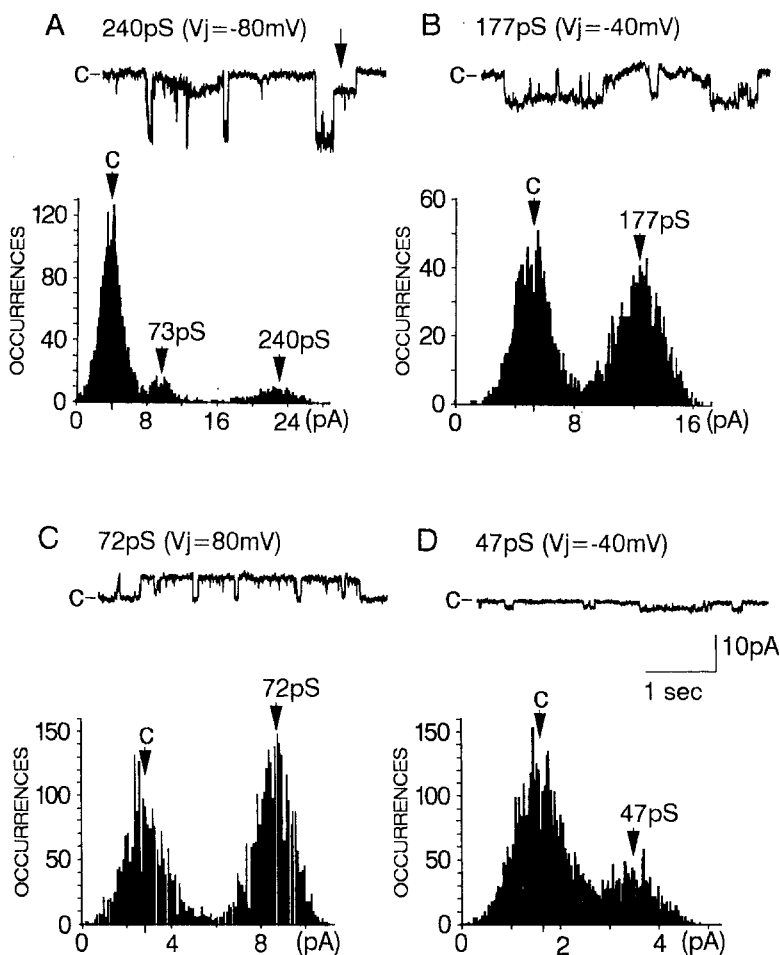 A 240pS (Vj=-80mV)
C–
C
73pS
240pS
OCCURRENCES
120
80
40
0
0 8 16 24 (pA)
B 177pS (Vj=-40mV)
C–
C
177pS
OCCURRENCES
60
40
20
0
0 8 16 (pA)
C 72pS (Vj=80mV)
C–
C
72pS
OCCURRENCES
150
100
50
0
0 4 8 (pA)
D 47pS (Vj=-40mV)
C–
10pA
1 sec
C
47pS
OCCURRENCES
150
100
50
0
0 2 4 (pA)